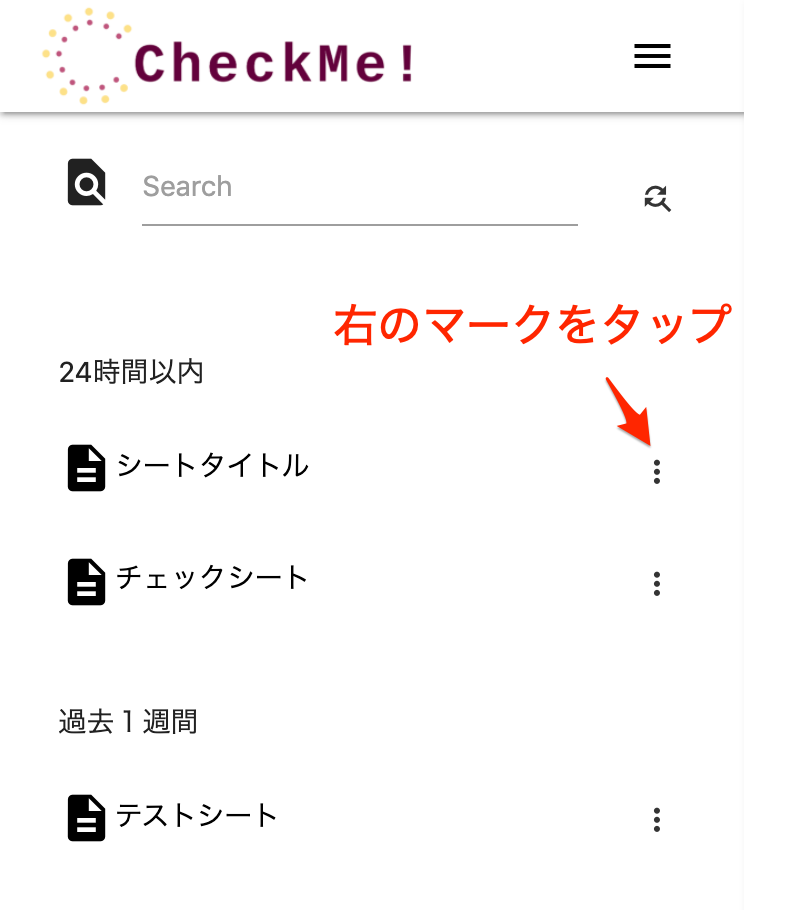 CheckMe!
Search
右のマークをタップ
24時間以内
シートタイトル
チェックシート
過去１週間
テストシート